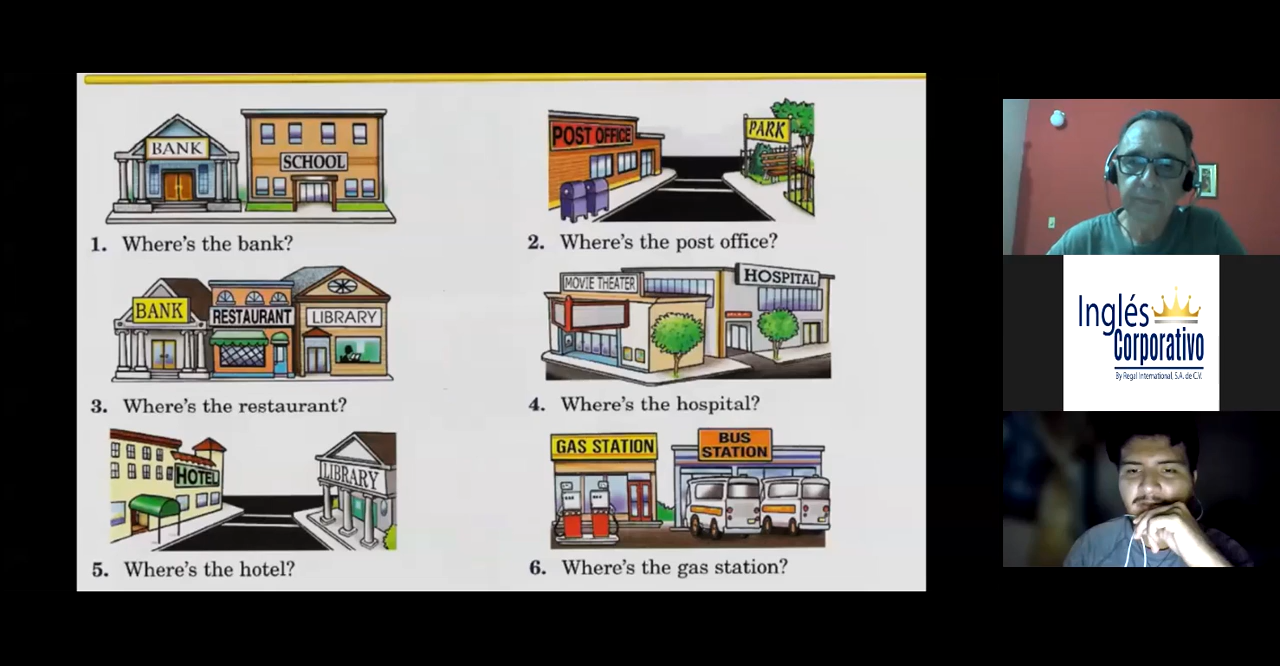 BANK
SCHOOL
1. Where's the bank?
POST OFFICE
PARK
2. Where's the post office?
BANK
RESTAURANT
LIBRARY
3. Where's the restaurant?
MOVIE THEATER
HOSPITAL
4. Where's the hospital?
HOTEL
LIBRARY
5. Where's the hotel?
GAS STATION
BUS
STATION
6. Where's the gas station?
Inglés
Corporativo
By Regal International, S.A. de C.V.